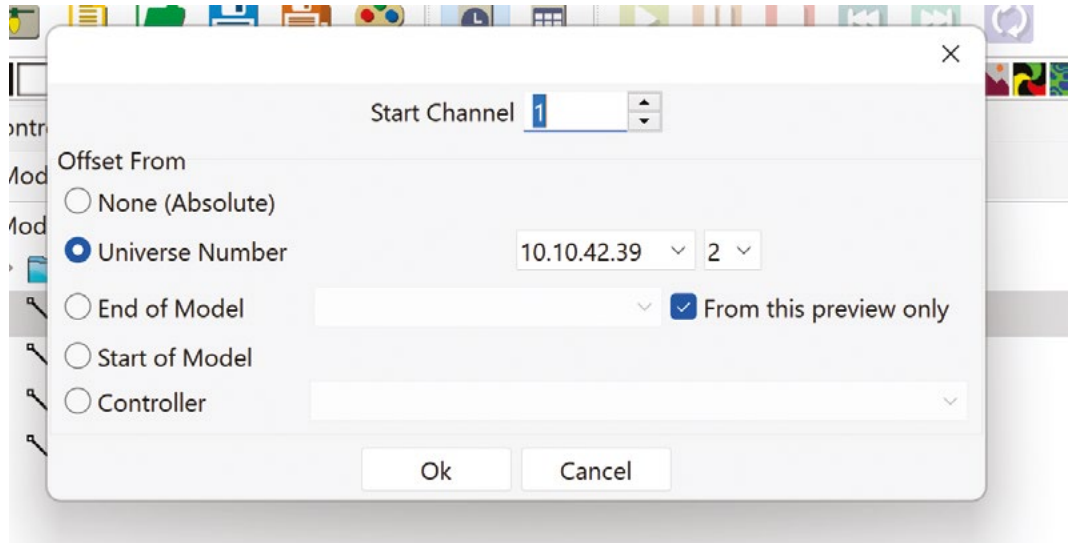 Start Channel 1
Offset From
None (Absolute)
Universe Number 10.10.42.39 2
End of Model From this preview only
Start of Model
Controller
Ok Cancel